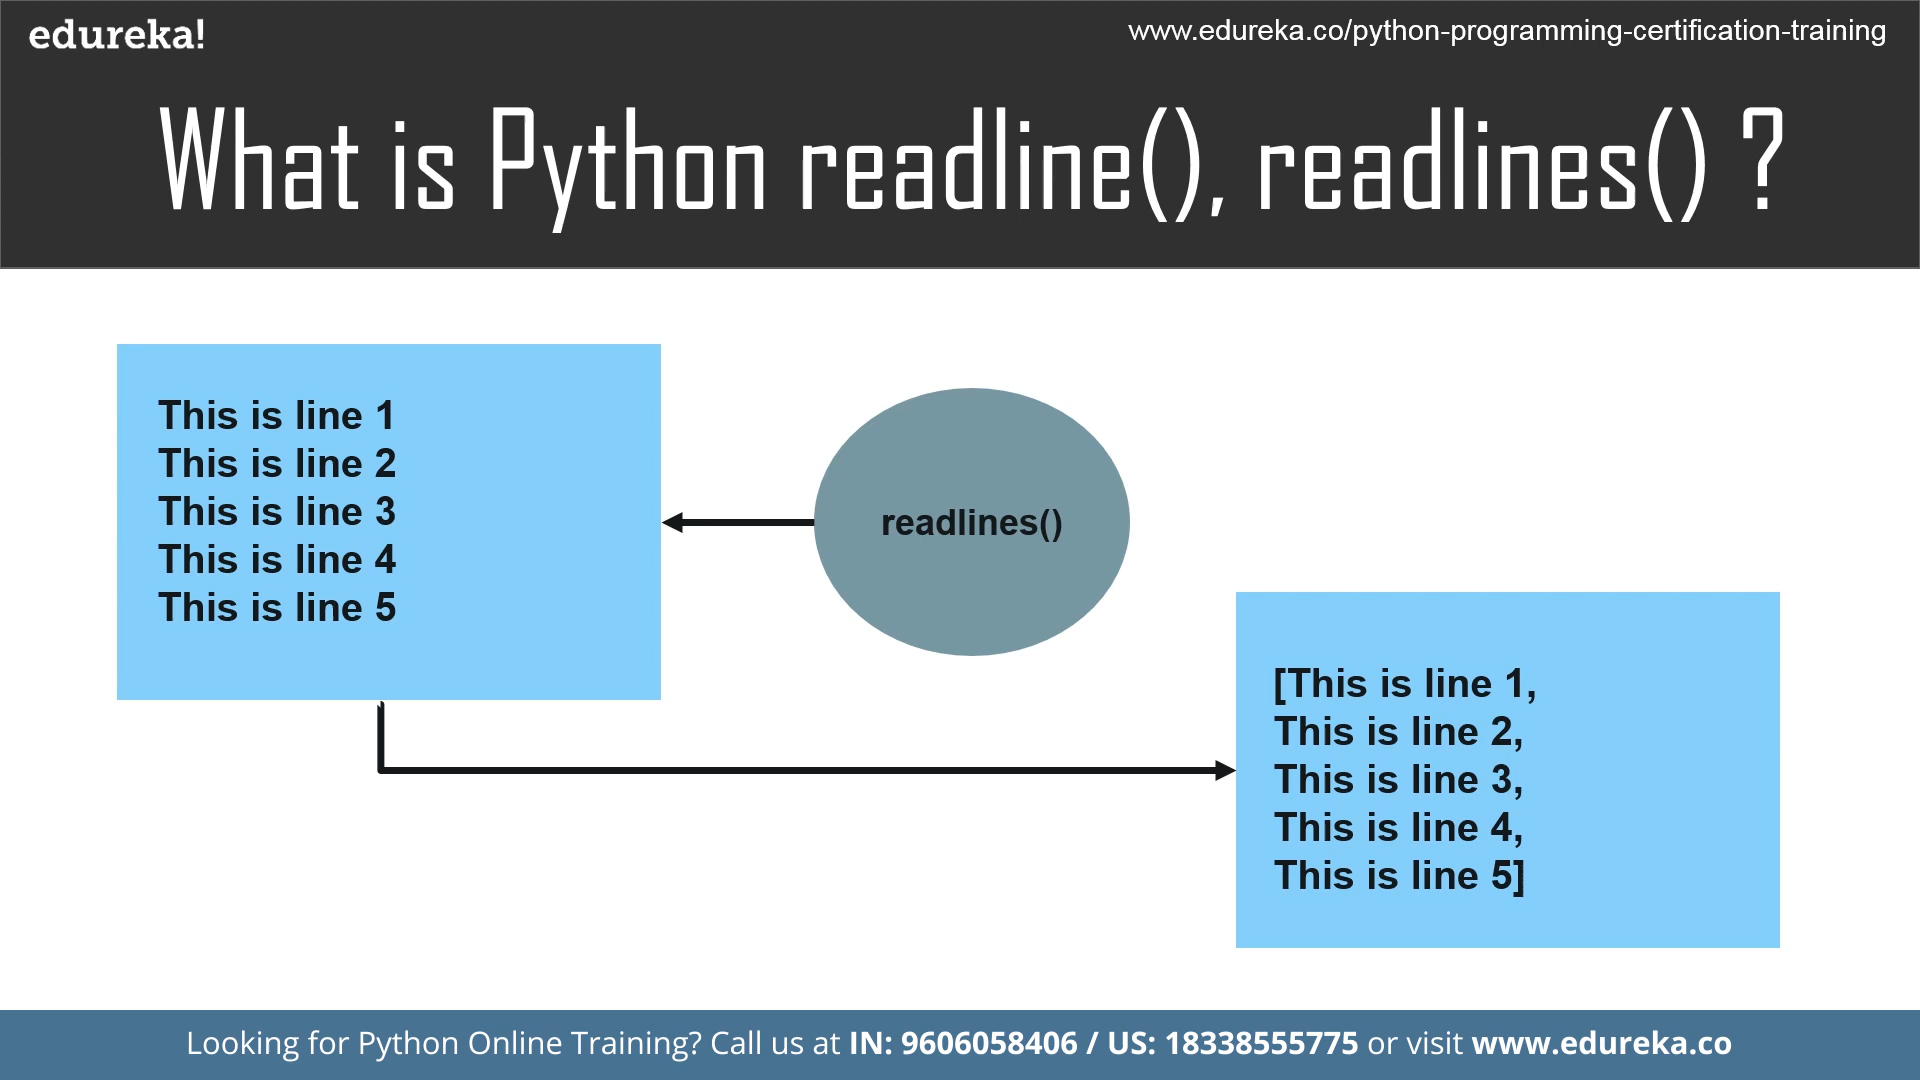 edureka!
www.edureka.co/python-programming-certification-training
What is Python readline(), readlines() ?
This is line 1
This is line 2
This is line 3
This is line 4
This is line 5
readlines()
[This is line 1,
This is line 2,
This is line 3,
This is line 4,
This is line 5]
Looking for Python Online Training? Call us at IN: 9606058406 / US: 18338555775 or visit www.edureka.co